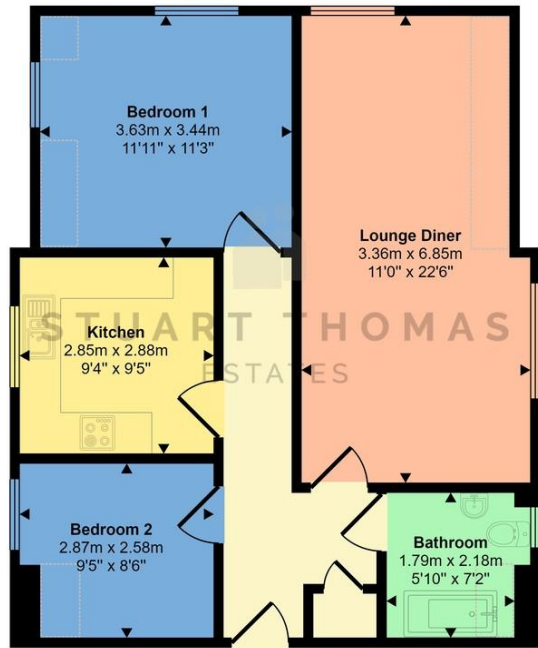 Bedroom 1
3.63m x 3.44m
11'11" x 11'3"
Lounge Diner
3.36m x 6.85m
11'0" x 22'6"
STUART THOMAS
ESTATES
Kitchen
2.85m x 2.88m
9'4" x 9'5"
Bedroom 2
2.87m x 2.58m
9'5" x 8'6"
Bathroom
1.79m x 2.18m
5'10" x 7'2"